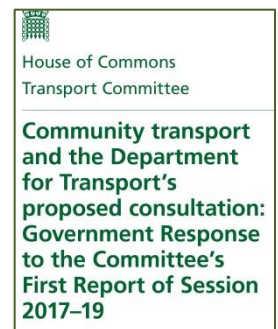 House of Commons
Transport Committee
Community transport
and the Department
for Transport’s
proposed consultation:
Government Response
to the Committee’s
First Report of Session
2017–19